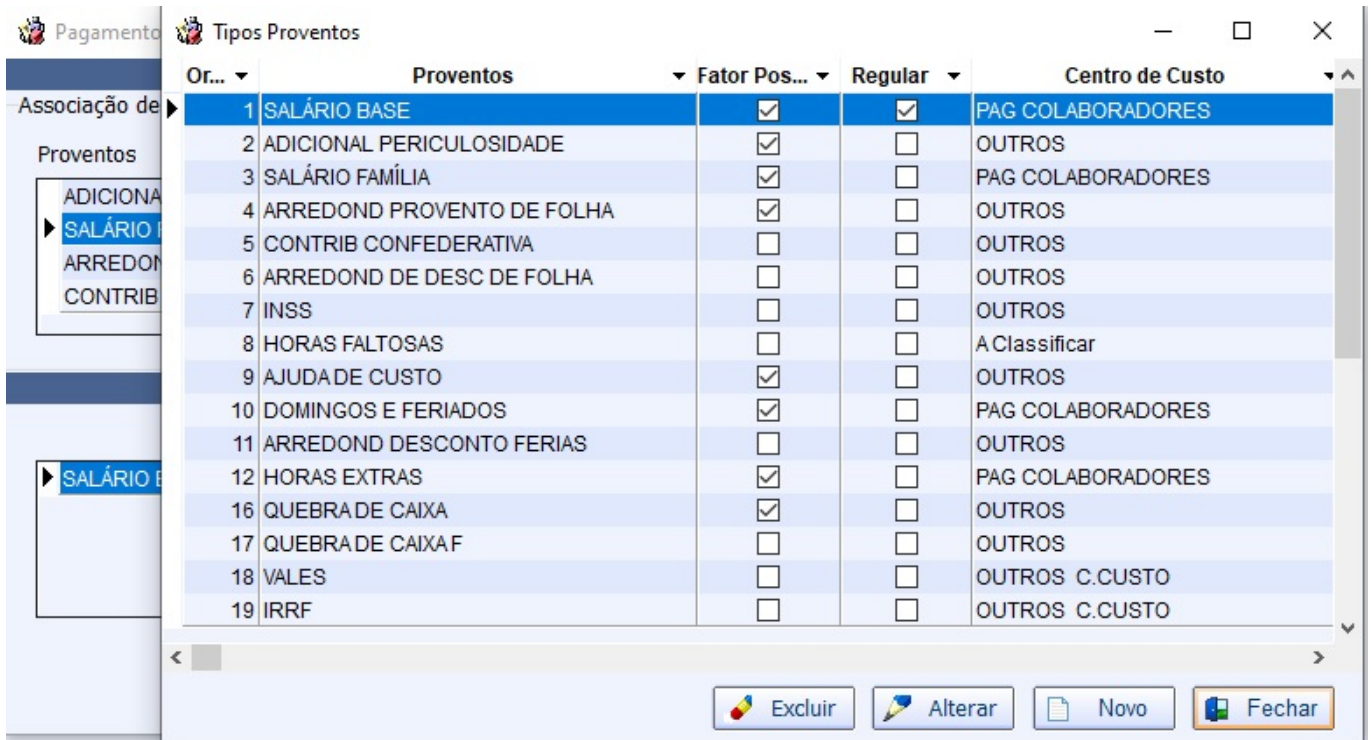 Pagamento
Tipos Proventos
Associação de
Proventos
ADICIONA
SALÁRIO
ARREDON
CONTRIB
SALÁRIO
Or... Proventos Fator Pos... Regular Centro de Custo
1 SALÁRIO BASE PAG COLABORADORES
2 ADICIONAL PERICULOSIDADE OUTROS
3 SALÁRIO FAMÍLIA PAG COLABORADORES
4 ARREDOND PROVENTO DE FOLHA OUTROS
5 CONTRIB CONFEDERATIVA OUTROS
6 ARREDOND DE DESC DE FOLHA OUTROS
7 INSS OUTROS
8 HORAS FALTOSAS A Classificar
9 AJUDA DE CUSTO OUTROS
10 DOMINGOS E FERIADOS PAG COLABORADORES
11 ARREDOND DESCONTO FERIAS OUTROS
12 HORAS EXTRAS PAG COLABORADORES
16 QUEBRA DE CAIXA OUTROS
17 QUEBRA DE CAIXA F OUTROS
18 VALES OUTROS C.CUSTO
19 IRRF OUTROS C.CUSTO
Excluir Alterar Novo Fechar